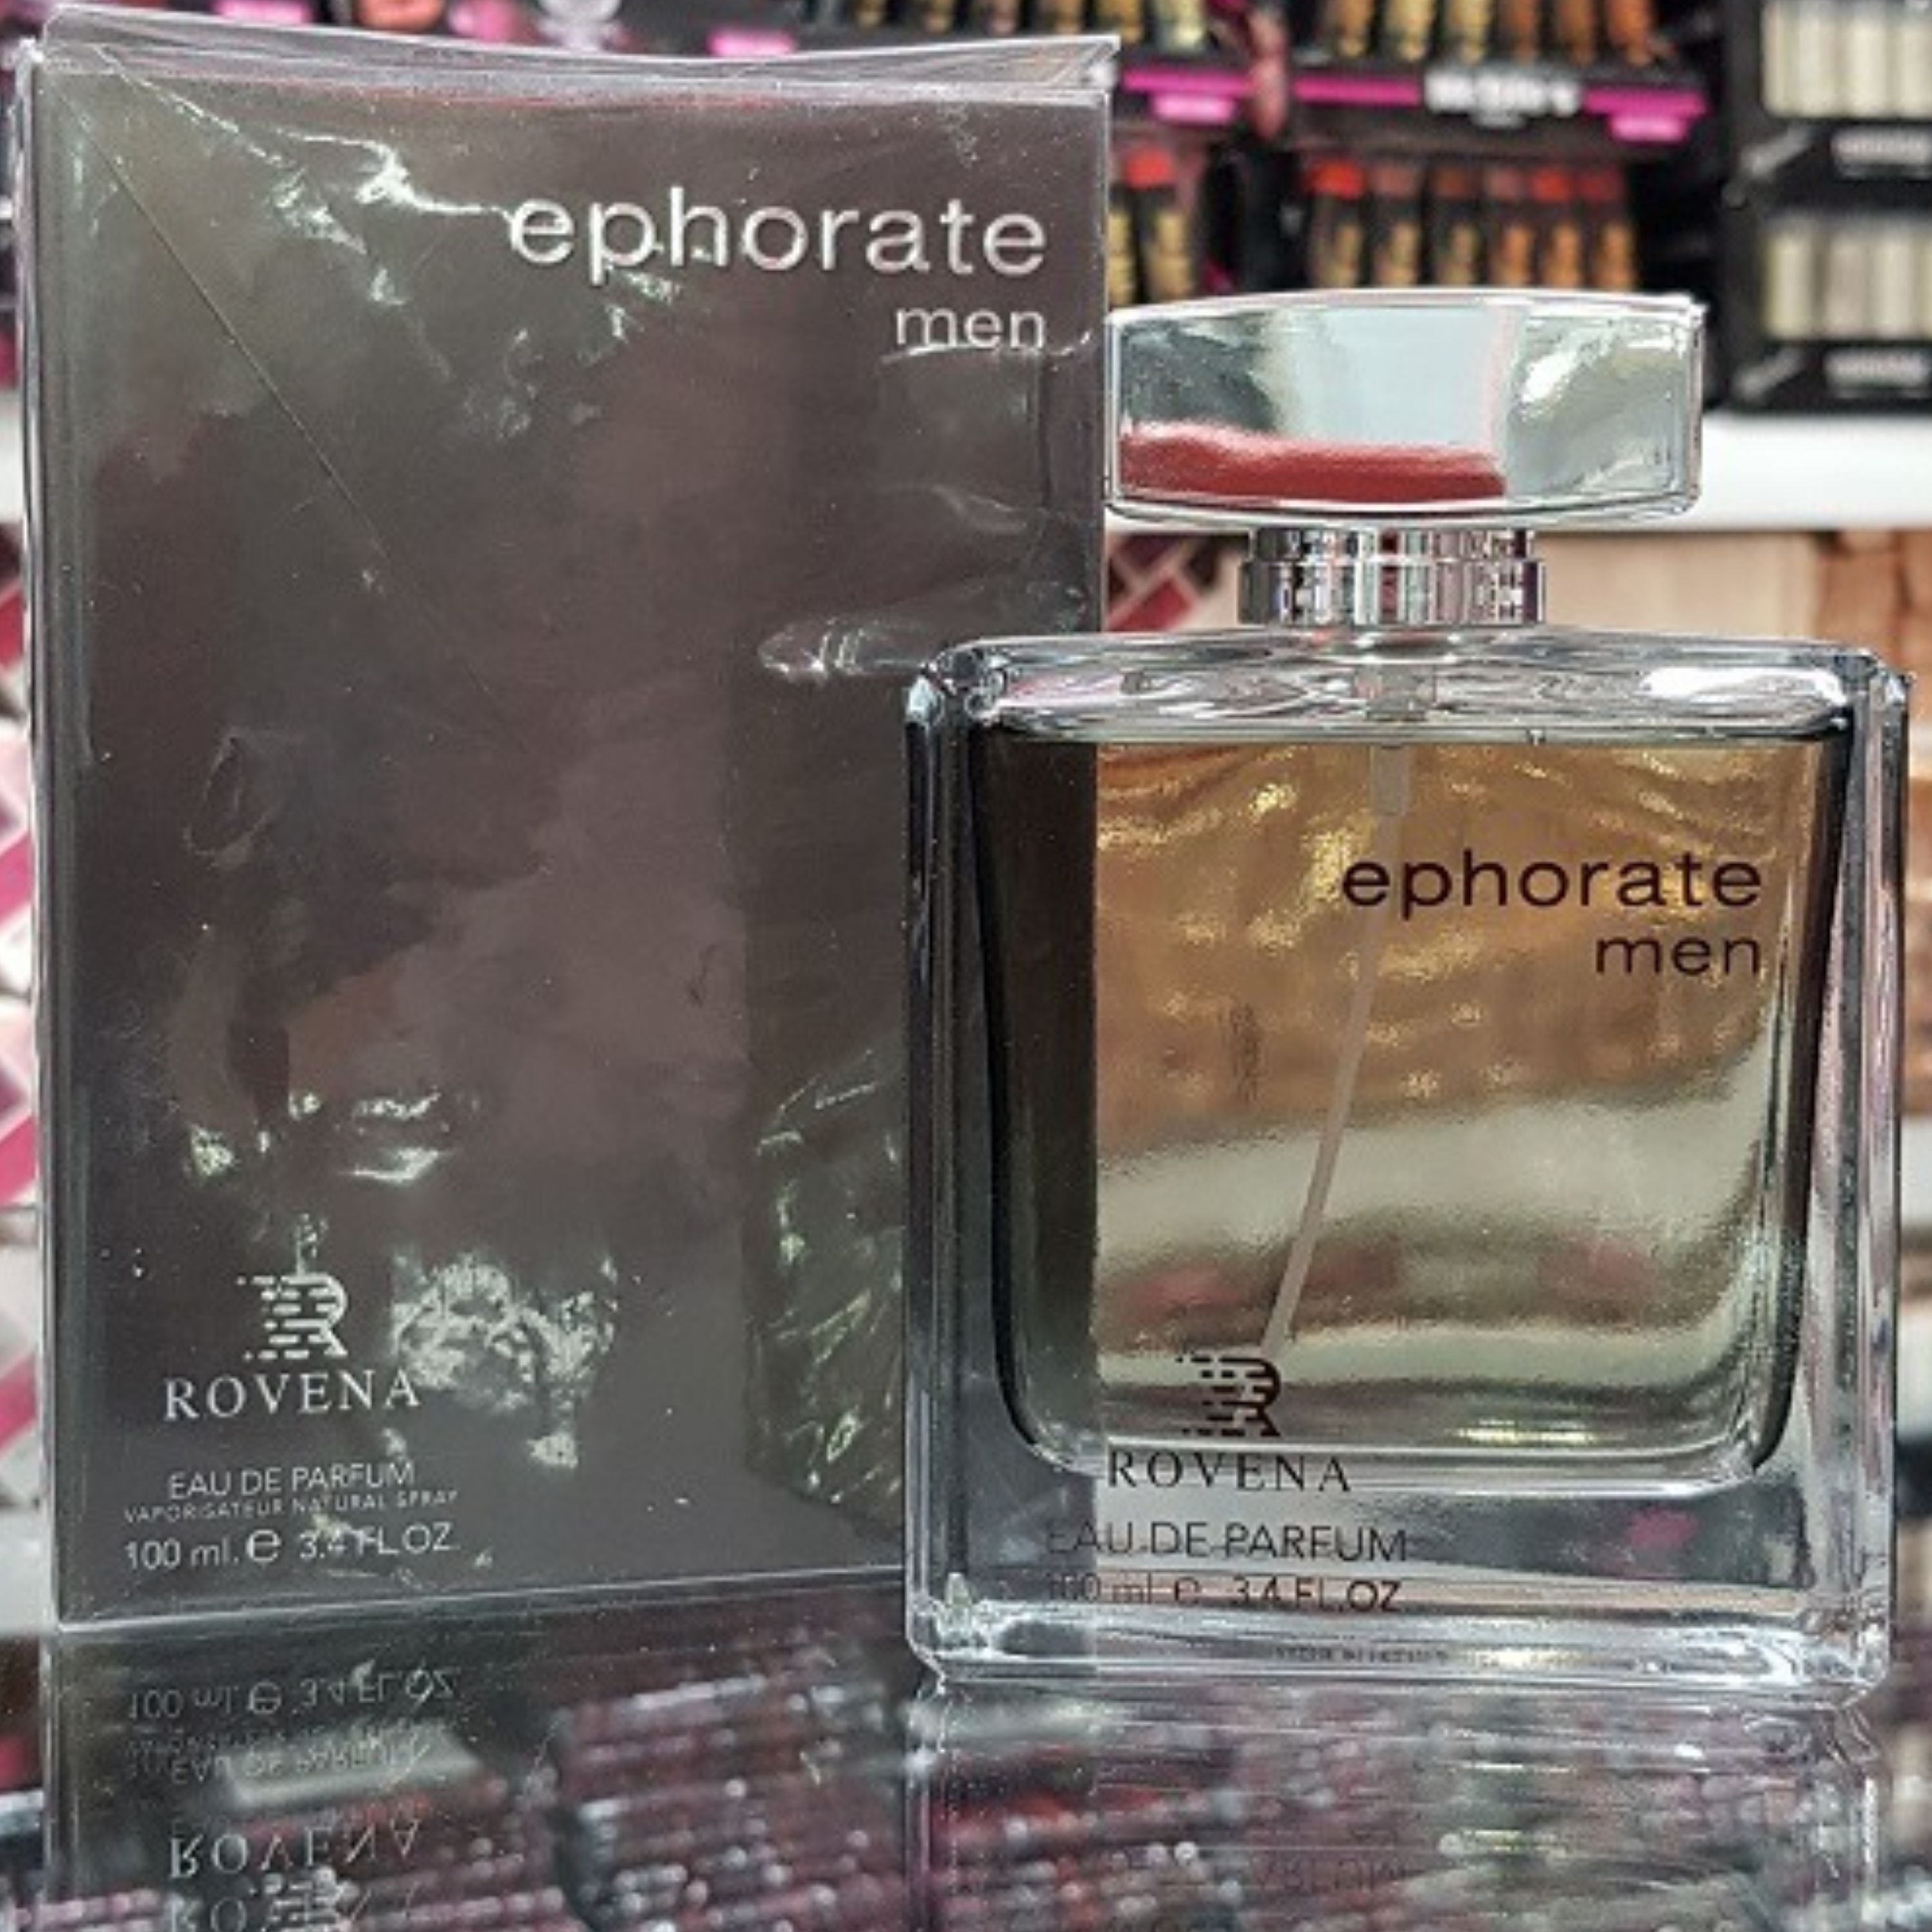 ephorate
men
ROVENA
EAU DE PARFUM
VAPORISATEUR NATURAL SPRAY
100 ml. e 3.4 FL.OZ.
ephorate
men
ROVENA
EAU DE PARFUM
100 ml e 3.4 FL.OZ.